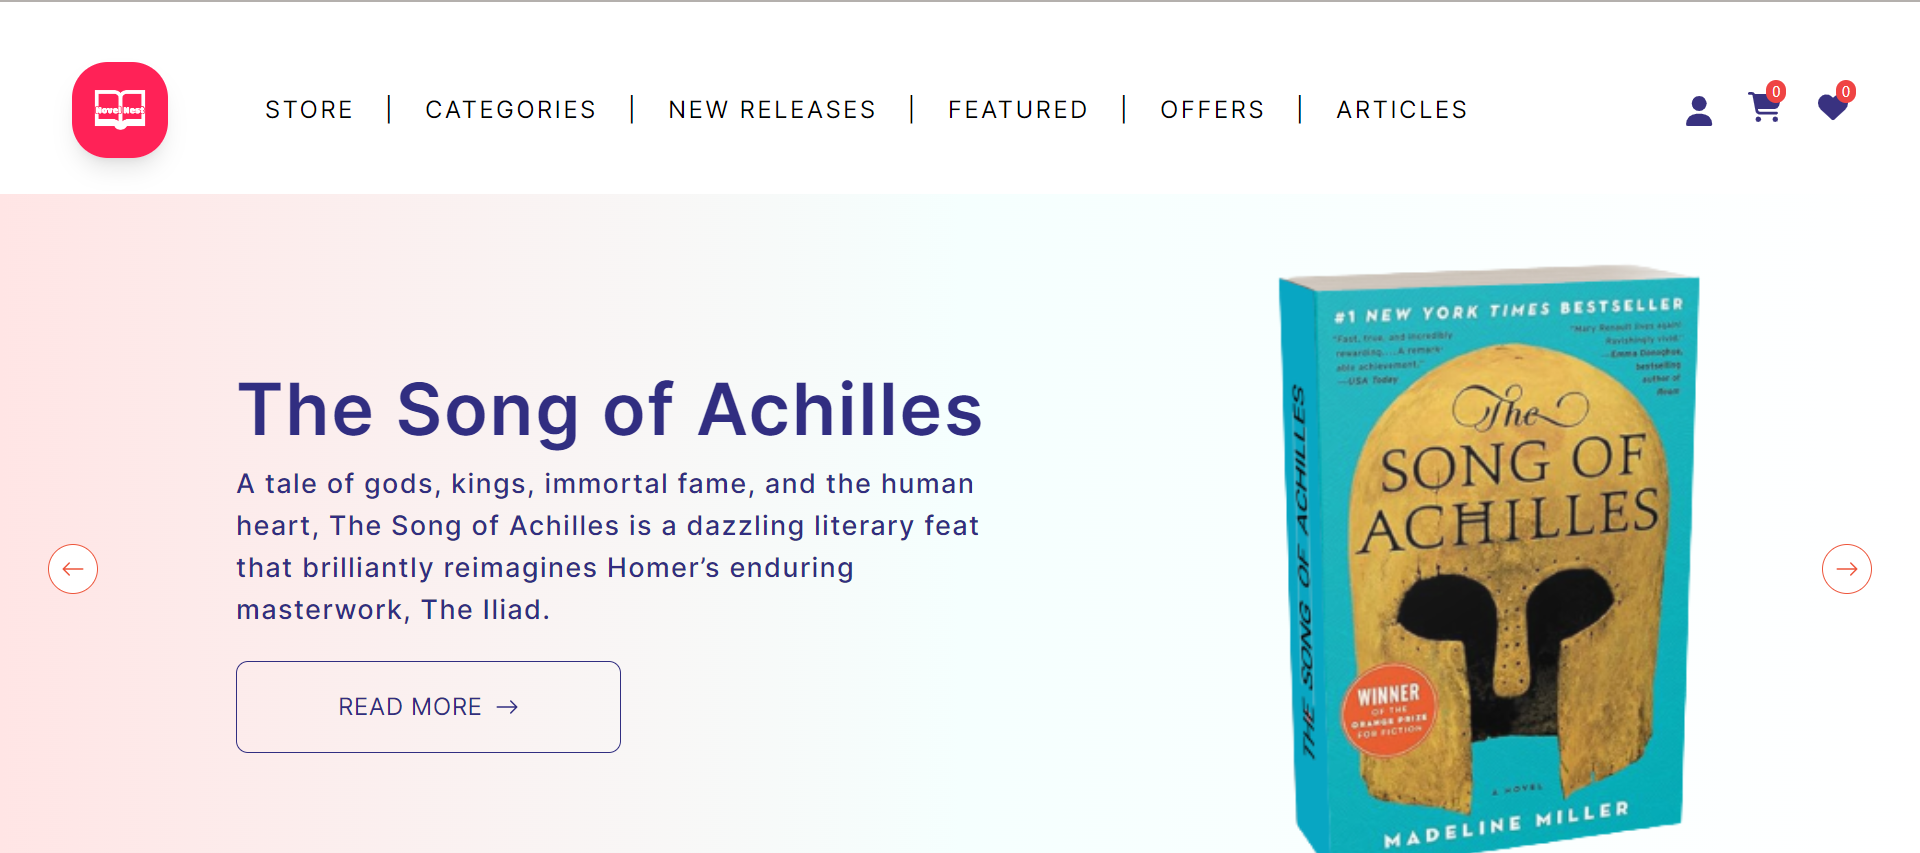 Novel Nest
STORE | CATEGORIES | NEW RELEASES | FEATURED | OFFERS | ARTICLES
0
0
The Song of Achilles
A tale of gods, kings, immortal fame, and the human
heart, The Song of Achilles is a dazzling literary feat
that brilliantly reimagines Homer’s enduring
masterwork, The Iliad.
READ MORE →
THE SONG OF ACHILLES
#1 NEW YORK TIMES BESTSELLER
"Fast, true, and incredibly
rewarding....A remark-
able achievement."
—USA Today
"Mary Renault lives again!
Ravishingly vivid."
—Emma Donoghue,
bestselling
author of
Room
The
SONG OF
ACHILLES
WINNER
OF THE
ORANGE PRIZE
FOR FICTION
A NOVEL
MADELINE MILLER